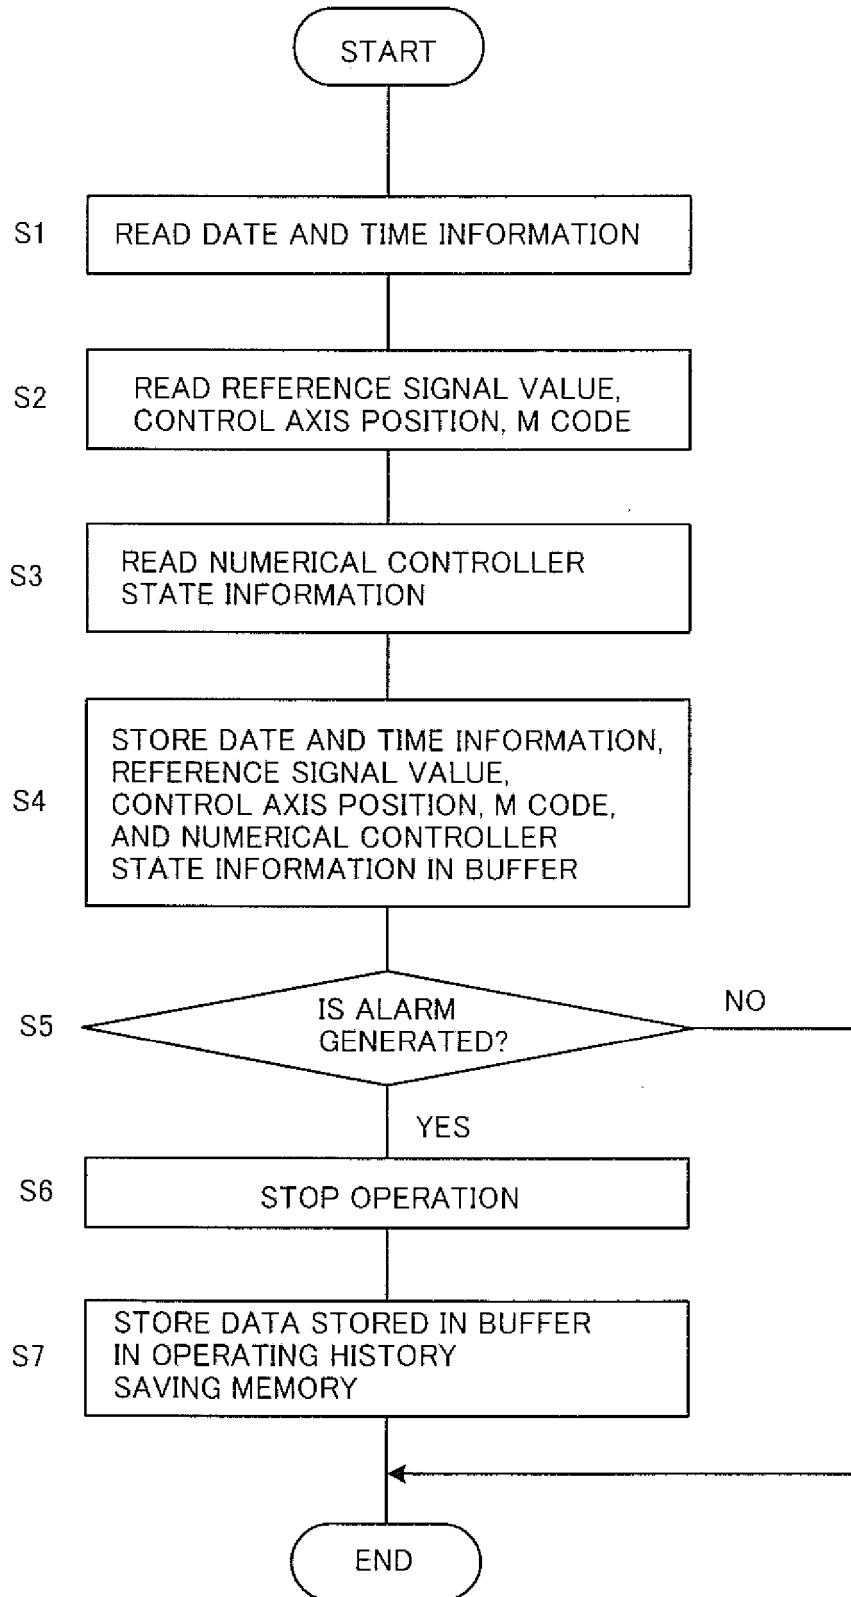 START
S1
READ DATE AND TIME INFORMATION
S2
READ REFERENCE SIGNAL VALUE,
CONTROL AXIS POSITION, M CODE
S3
READ NUMERICAL CONTROLLER
STATE INFORMATION
S4
STORE DATE AND TIME INFORMATION,
REFERENCE SIGNAL VALUE,
CONTROL AXIS POSITION, M CODE,
AND NUMERICAL CONTROLLER
STATE INFORMATION IN BUFFER
S5
IS ALARM
GENERATED?
NO
YES
S6
STOP OPERATION
S7
STORE DATA STORED IN BUFFER
IN OPERATING HISTORY
SAVING MEMORY
END